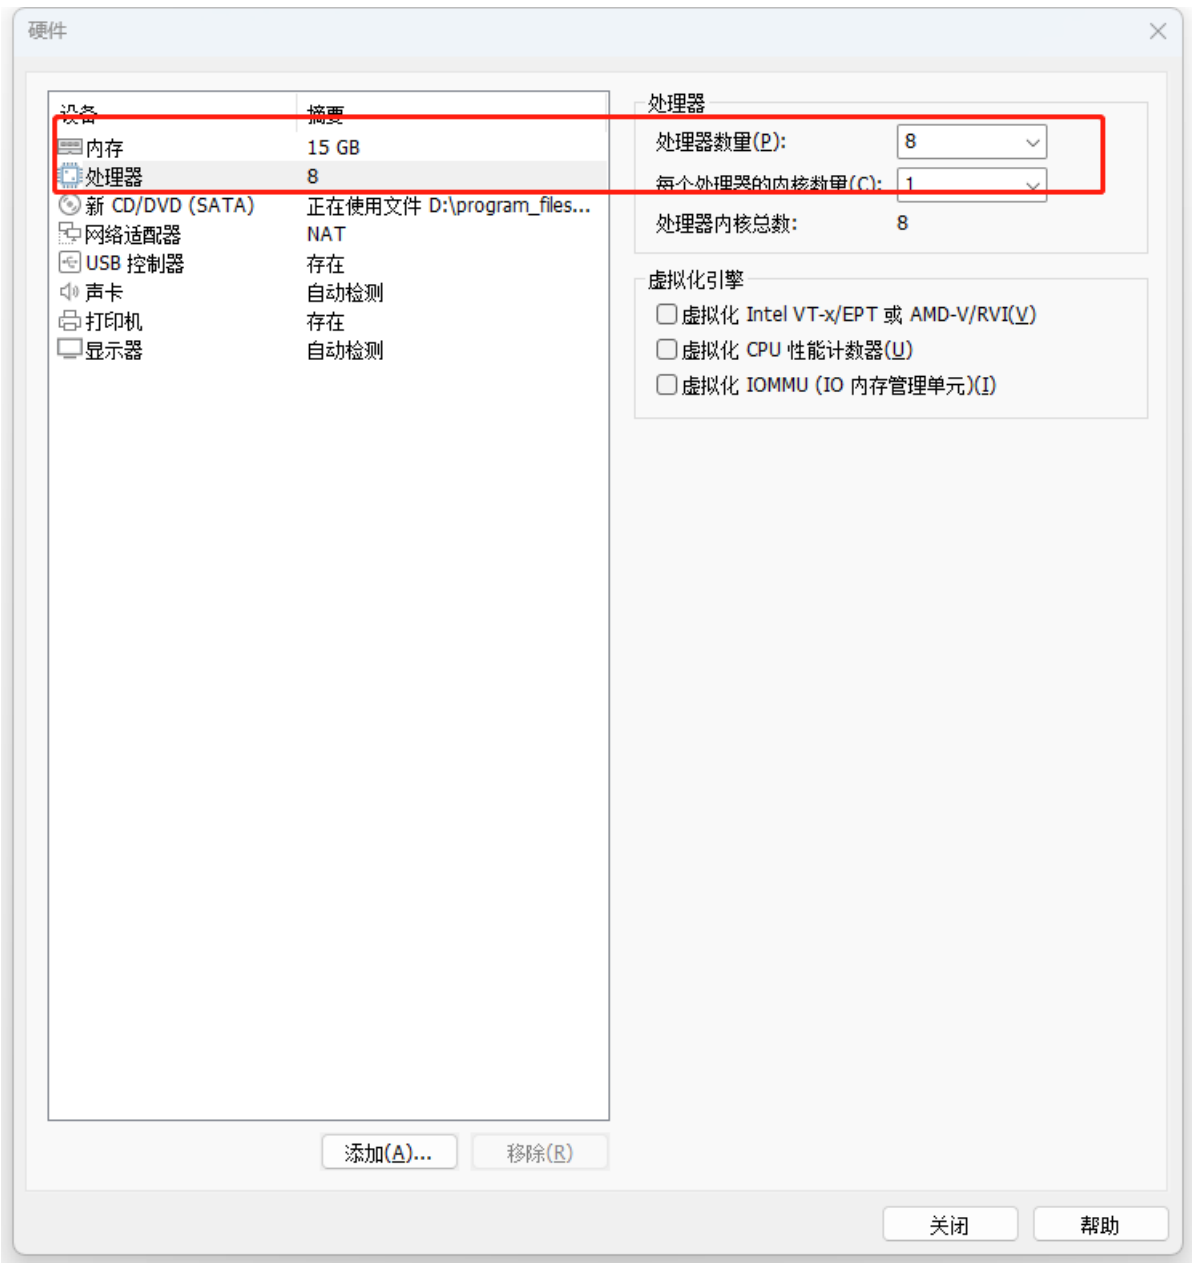 硬件
设备 摘要
内存 15 GB
处理器 8
新 CD/DVD (SATA) 正在使用文件 D:\program_files...
网络适配器 NAT
USB 控制器 存在
声卡 自动检测
打印机 存在
显示器 自动检测
添加(A)... 移除(R)
处理器
处理器数量(P): 8
每个处理器的内核数量(C): 1
处理器内核总数: 8
虚拟化引擎
虚拟化 Intel VT-x/EPT 或 AMD-V/RVI(V)
虚拟化 CPU 性能计数器(U)
虚拟化 IOMMU (IO 内存管理单元)(I)
关闭 帮助